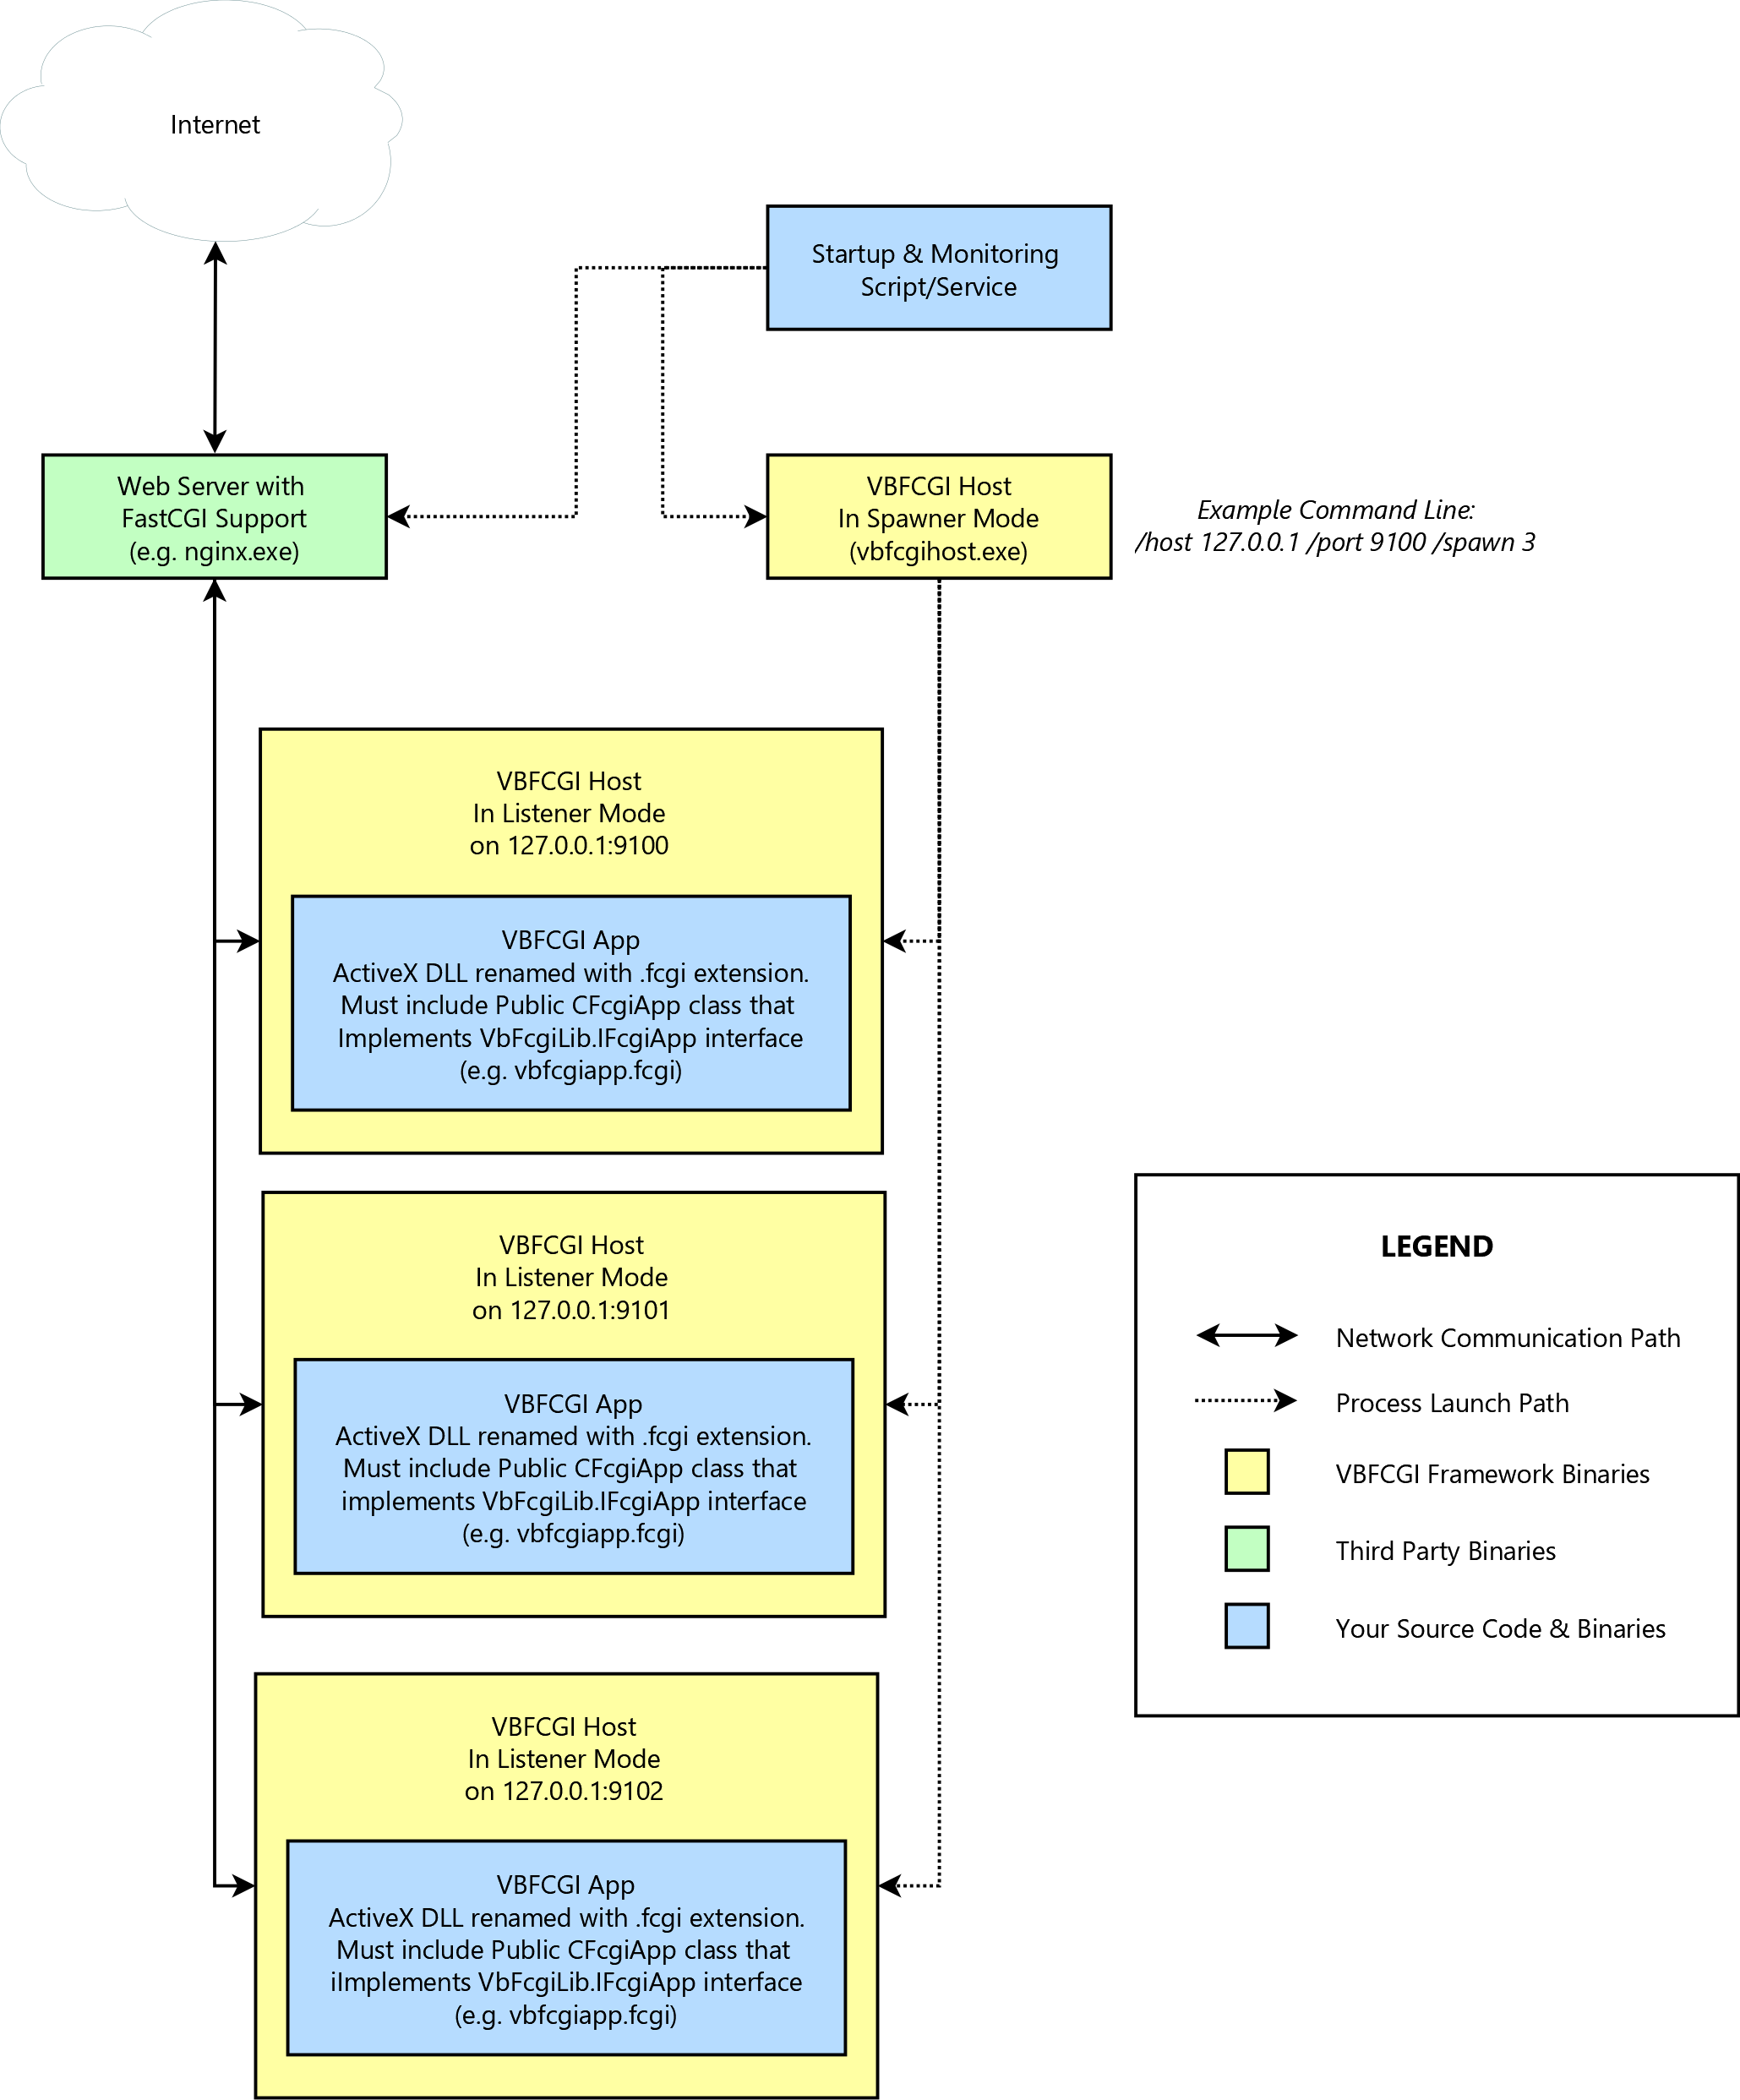 Internet
Startup & Monitoring
Script/Service
Web Server with
FastCGI Support
(e.g. nginx.exe)
VBFCGI Host
In Spawner Mode
(vbfcgihost.exe)
Example Command Line:
/host 127.0.0.1 /port 9100 /spawn 3
VBFCGI Host
In Listener Mode
on 127.0.0.1:9100
VBFCGI App
ActiveX DLL renamed with .fcgi extension.
Must include Public CFcgiApp class that
Implements VbFcgiLib.IFcgiApp interface
(e.g. vbfcgiapp.fcgi)
VBFCGI Host
In Listener Mode
on 127.0.0.1:9101
VBFCGI App
ActiveX DLL renamed with .fcgi extension.
Must include Public CFcgiApp class that
implements VbFcgiLib.IFcgiApp interface
(e.g. vbfcgiapp.fcgi)
VBFCGI Host
In Listener Mode
on 127.0.0.1:9102
VBFCGI App
ActiveX DLL renamed with .fcgi extension.
Must include Public CFcgiApp class that
iImplements VbFcgiLib.IFcgiApp interface
(e.g. vbfcgiapp.fcgi)
LEGEND
Network Communication Path
Process Launch Path
VBFCGI Framework Binaries
Third Party Binaries
Your Source Code & Binaries